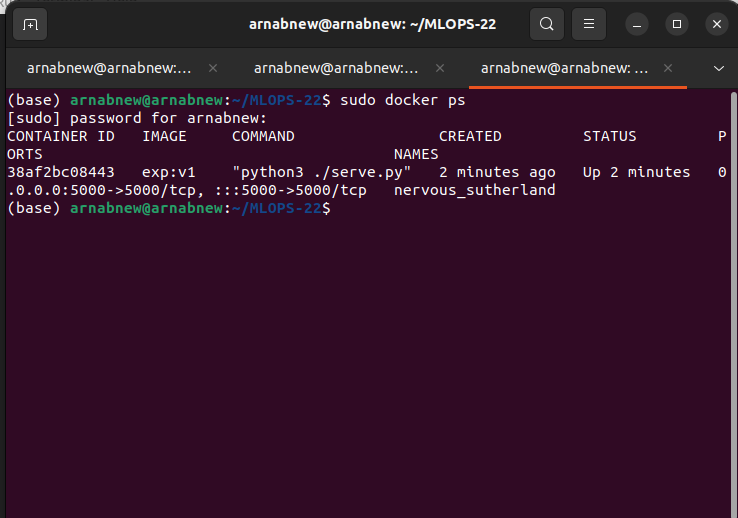 arnabnew@arnabnew: ~/MLOPS-22
arnabnew@arnabnew:... × arnabnew@arnabnew:... × arnabnew@arnabnew: ... ×
(base) arnabnew@arnabnew:~/MLOPS-22$ sudo docker ps
[sudo] password for arnabnew:
CONTAINER ID   IMAGE     COMMAND                CREATED         STATUS         P
ORTS                                       NAMES
38af2bc08443   exp:v1    "python3 ./serve.py"   2 minutes ago   Up 2 minutes   0
.0.0.0:5000->5000/tcp, :::5000->5000/tcp   nervous_sutherland
(base) arnabnew@arnabnew:~/MLOPS-22$